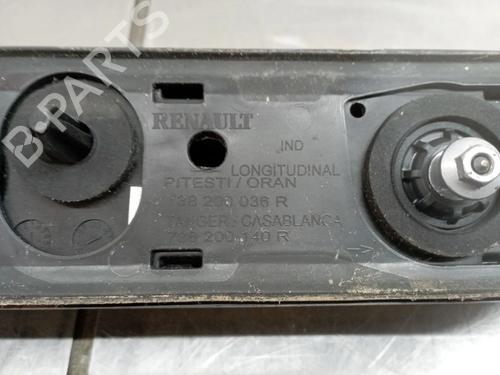 B-PARTS
RENAULT
IND
LONGITUDINAL
PITESTI / ORAN
738 200 036 R
TANGER - CASABLANCA
738 200 140 R